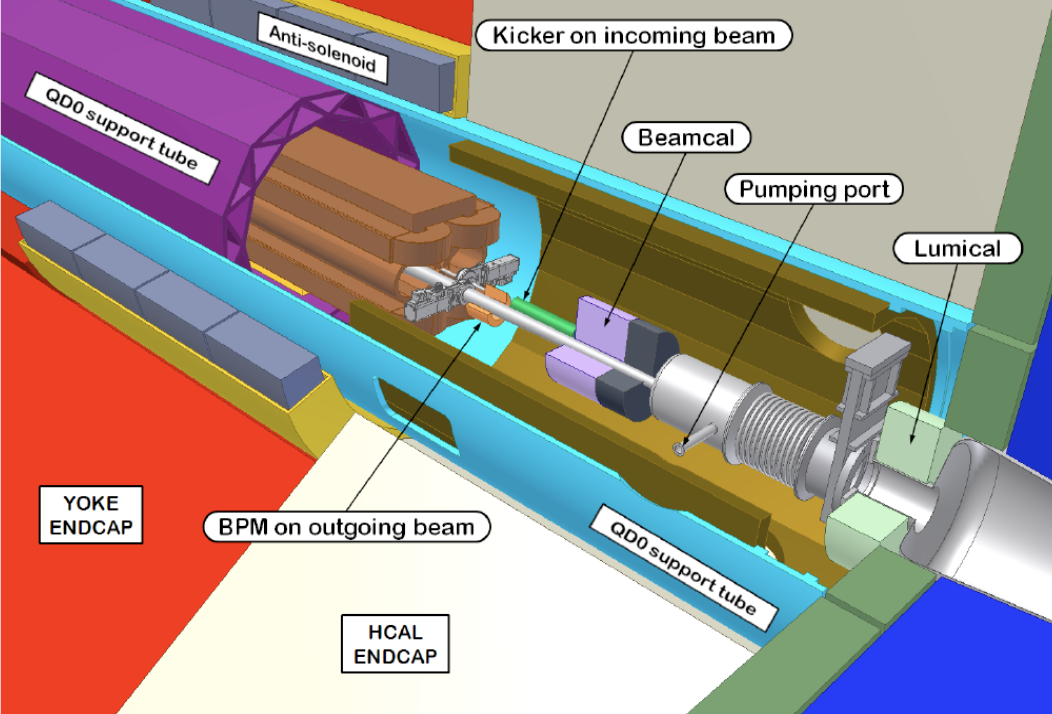 Anti-solenoid
Kicker on incoming beam
QD0 support tube
Beamcal
Pumping port
Lumical
YOKE
ENDCAP
BPM on outgoing beam
QD0 support tube
HCAL
ENDCAP